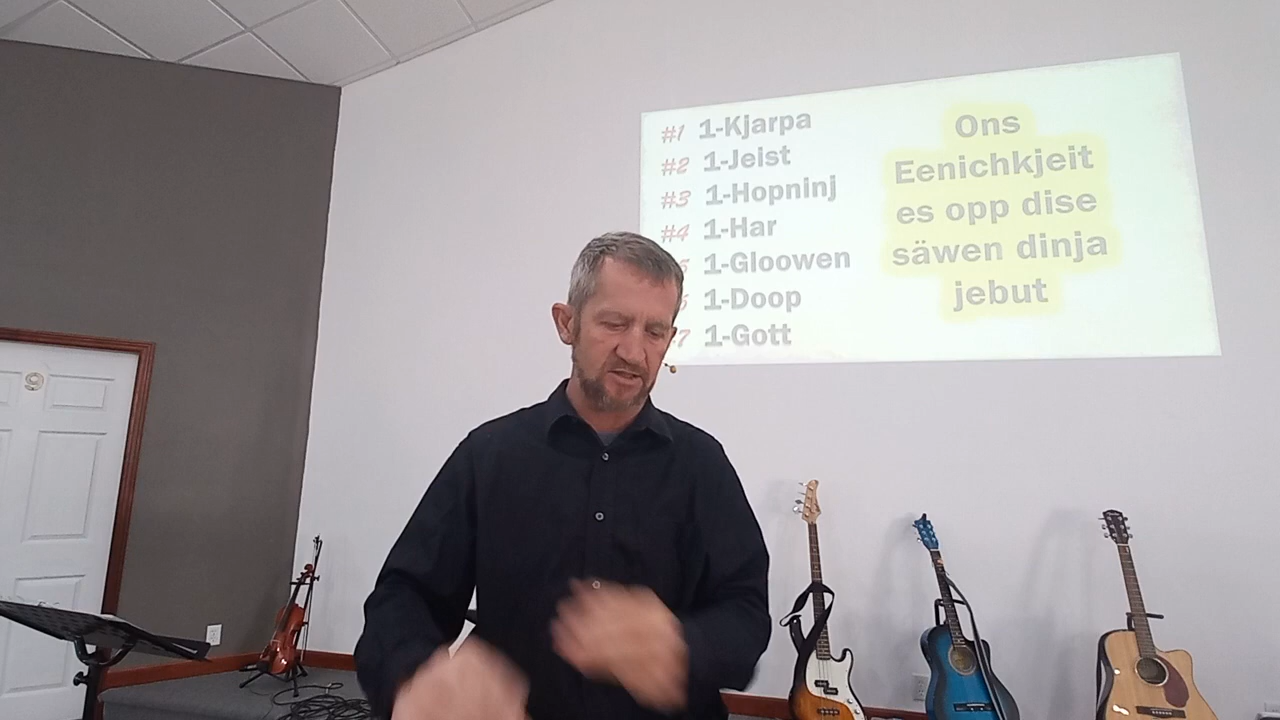 #1 1-Kjarpa
#2 1-Jeist
#3 1-Hopninj
#4 1-Har
1-Gloowen
1-Doop
7 1-Gott
Ons
Eenichkjeit
es opp dise
säwen dinja
jebut